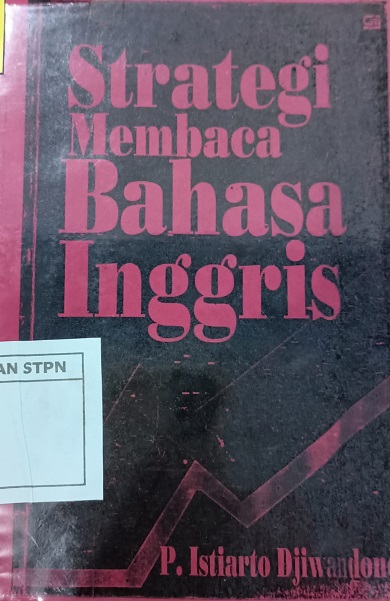 Strategi
Membaca
Bahasa
Inggris
AN STPN
P. Istiarto Djiwandono